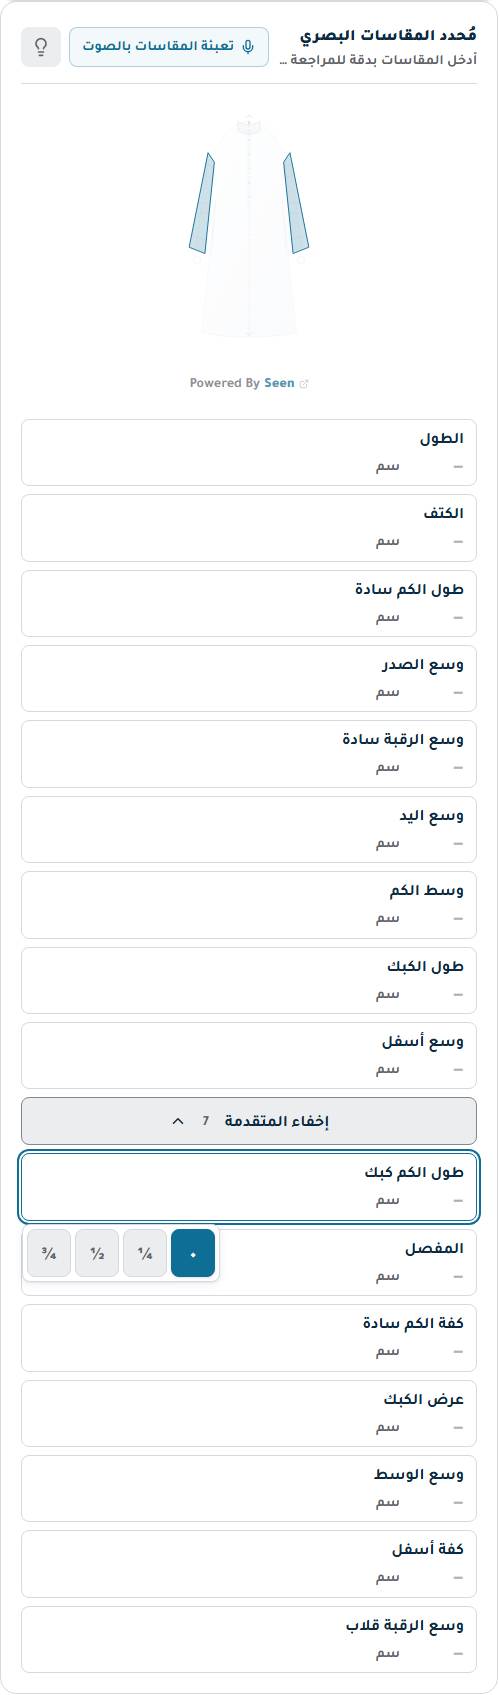 مُحدد المقاسات البصري
تعبئة المقاسات بالصوت
أدخل المقاسات بدقة للمراجعة ...
Powered By Seen
الطول
– سم
الكتف
– سم
طول الكم سادة
– سم
وسع الصدر
– سم
وسع الرقبة سادة
– سم
وسع اليد
– سم
وسط الكم
– سم
طول الكبك
– سم
وسع أسفل
– سم
إخفاء المتقدمة 7
طول الكم كبك
– سم
٠ ¼ ½ ¾
المفصل
– سم
كفة الكم سادة
– سم
عرض الكبك
– سم
وسع الوسط
– سم
كفة أسفل
– سم
وسع الرقبة قلاب
– سم